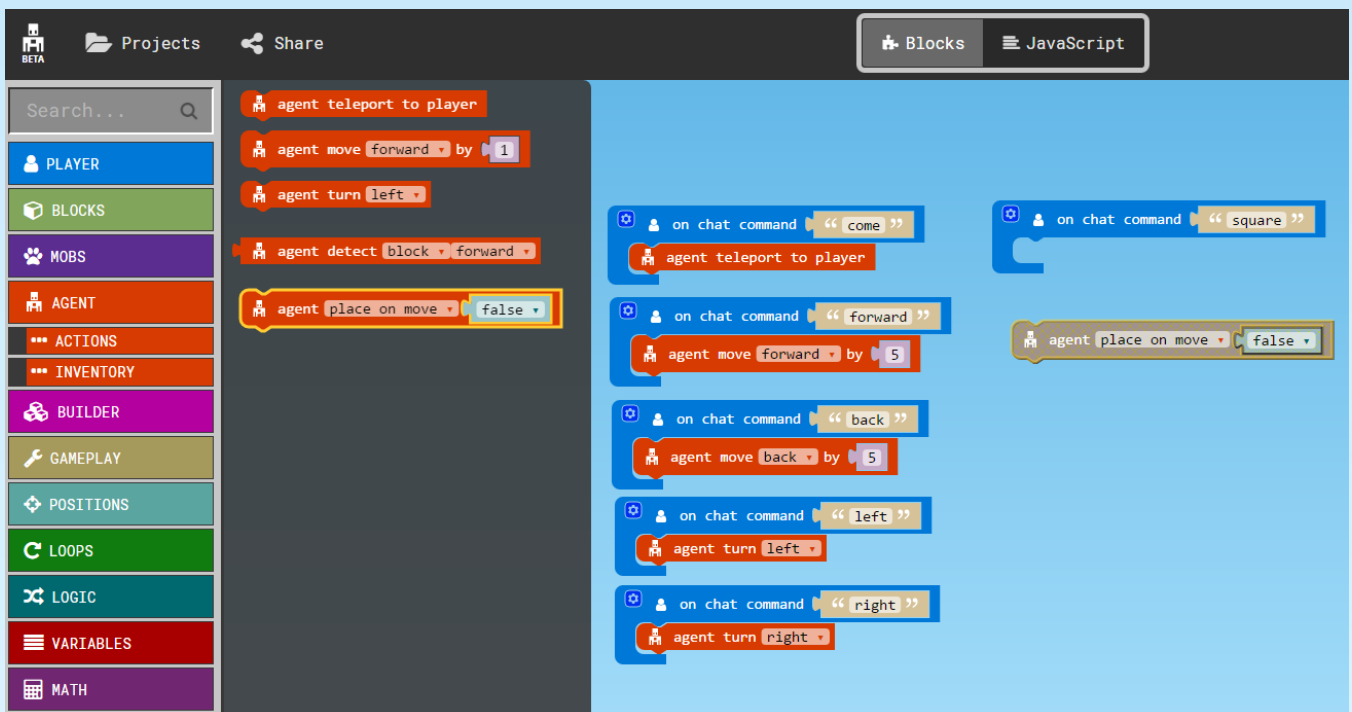 BETA
Projects
Share
Blocks
JavaScript
Search...
PLAYER
BLOCKS
MOBS
AGENT
••• ACTIONS
••• INVENTORY
BUILDER
GAMEPLAY
POSITIONS
LOOPS
LOGIC
VARIABLES
MATH
agent teleport to player
agent move forward by 1
agent turn left
agent detect block forward
agent place on move false
on chat command “ come ”
agent teleport to player
on chat command “ forward ”
agent move forward by 5
on chat command “ back ”
agent move back by 5
on chat command “ left ”
agent turn left
on chat command “ right ”
agent turn right
on chat command “ square ”
agent place on move false